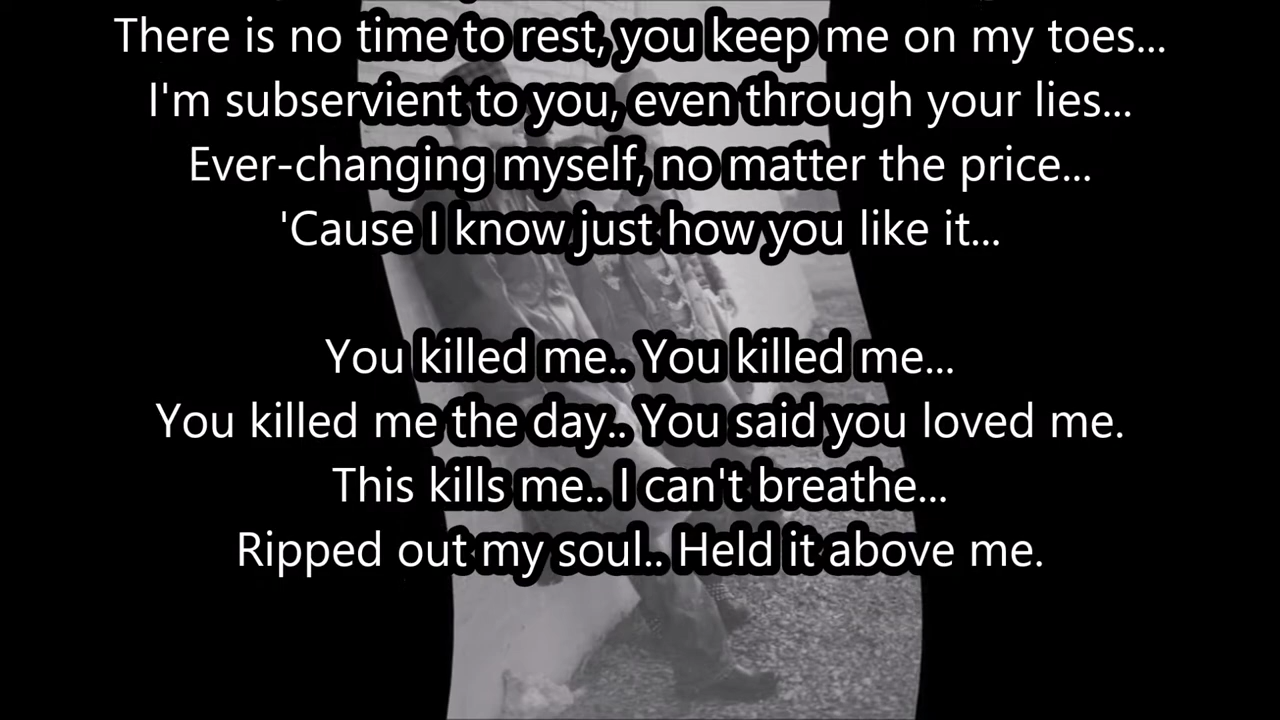 There is no time to rest, you keep me on my toes...
I'm subservient to you, even through your lies...
Ever-changing myself, no matter the price...
'Cause I know just how you like it...
You killed me.. You killed me...
You killed me the day.. You said you loved me.
This kills me.. I can't breathe...
Ripped out my soul.. Held it above me.